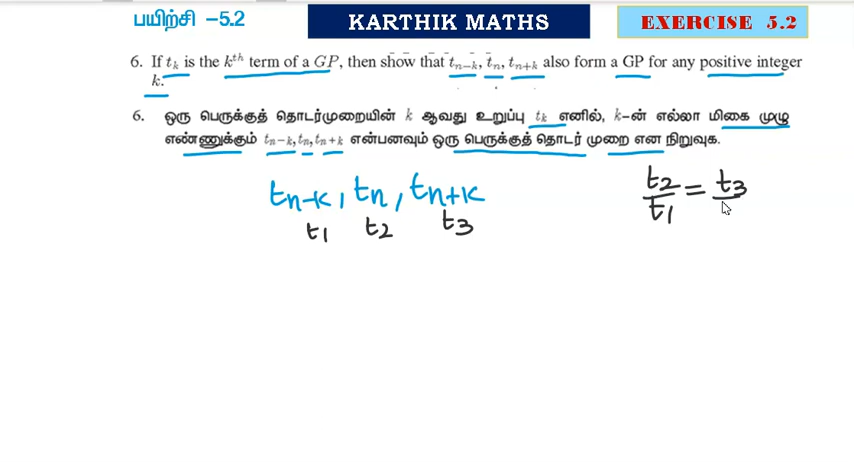 பயிற்சி -5.2 KARTHIK MATHS EXERCISE 5.2
6. If tₖ is the kᵗʰ term of a GP, then show that tₙ₋ₖ, tₙ, tₙ₊ₖ also form a GP for any positive integer
k.
6. ஒரு பெருக்குத் தொடர்முறையின் k ஆவது உறுப்பு tₖ எனில், k-ன் எல்லா மிகை முழு
எண்ணுக்கும் tₙ₋ₖ, tₙ, tₙ₊ₖ என்பனவும் ஒரு பெருக்குத் தொடர் முறை என நிறுவுக.
tn-k, tn, tn+k
t1 t2 t3
t2/t1 = t3/